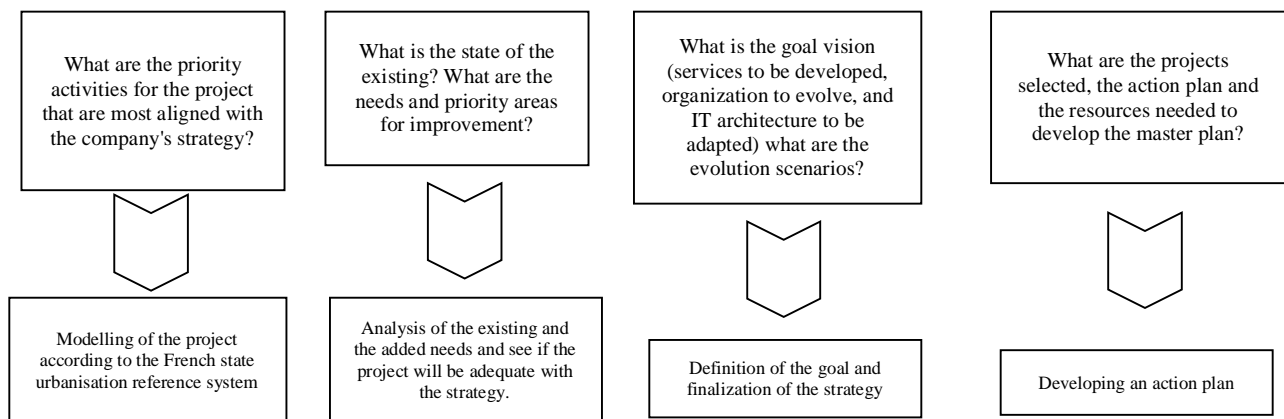 What are the priority
activities for the project
that are most aligned with
the company's strategy?
What is the state of the
existing? What are the
needs and priority areas
for improvement?
What is the goal vision
(services to be developed,
organization to evolve, and
IT architecture to be
adapted) what are the
evolution scenarios?
What are the projects
selected, the action plan and
the resources needed to
develop the master plan?
Modelling of the project
according to the French state
urbanisation reference system
Analysis of the existing and
the added needs and see if the
project will be adequate with
the strategy.
Definition of the goal and
finalization of the strategy
Developing an action plan